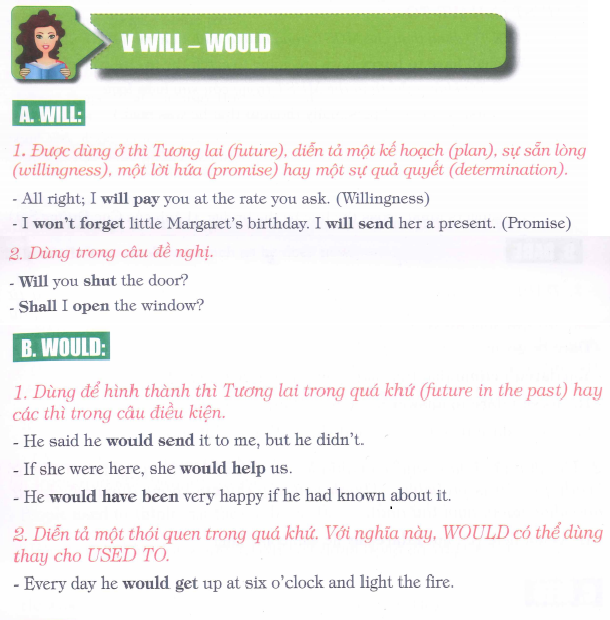 V. WILL – WOULD
A. WILL:
1. Được dùng ở thì Tương lai (future), diễn tả một kế hoạch (plan), sự sẵn lòng
(willingness), một lời hứa (promise) hay một sự quả quyết (determination).
- All right; I will pay you at the rate you ask. (Willingness)
- I won't forget little Margaret's birthday. I will send her a present. (Promise)
2. Dùng trong câu đề nghị.
- Will you shut the door?
- Shall I open the window?
B. WOULD:
1. Dùng để hình thành thì Tương lai trong quá khứ (future in the past) hay
các thì trong câu điều kiện.
- He said he would send it to me, but he didn't.
- If she were here, she would help us.
- He would have been very happy if he had known about it.
2. Diễn tả một thói quen trong quá khứ. Với nghĩa này, WOULD có thể dùng
thay cho USED TO.
- Every day he would get up at six o'clock and light the fire.